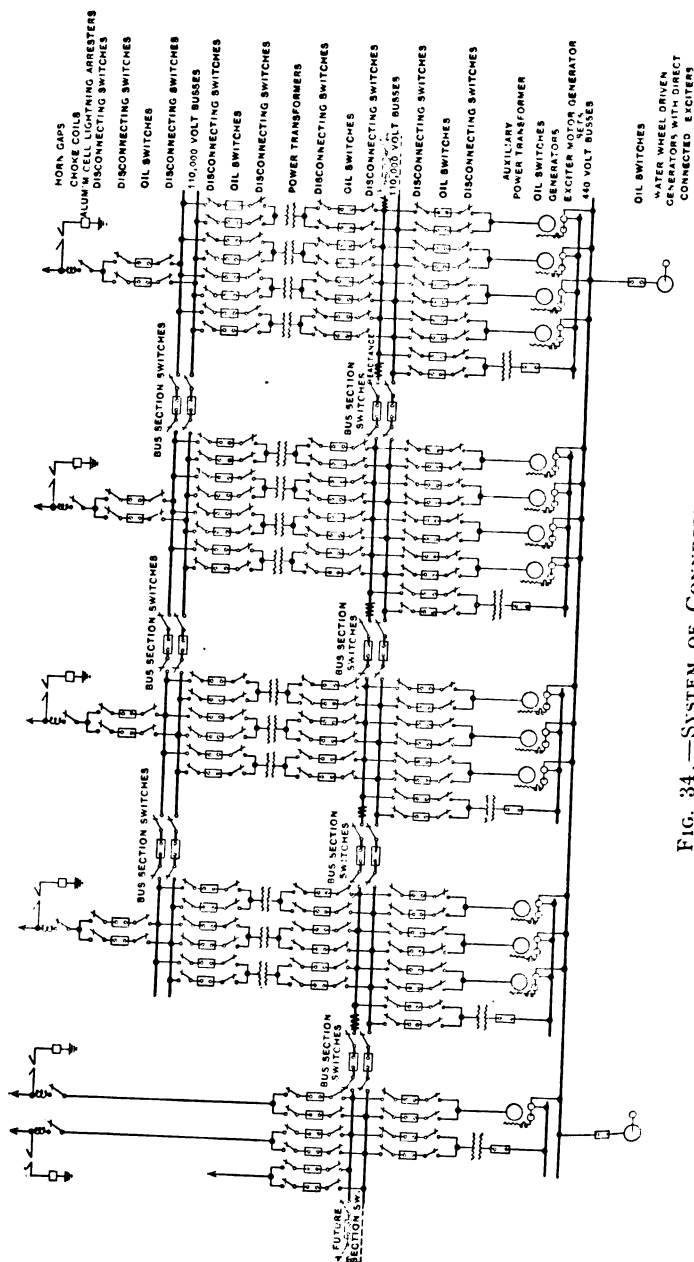 HORN GAPS
CHOKE COILS
ALUM'M CELL LIGHTNING ARRESTERS
DISCONNECTING SWITCHES
DISCONNECTING SWITCHES
OIL SWITCHES
DISCONNECTING SWITCHES
110,000 VOLT BUSSES
DISCONNECTING SWITCHES
OIL SWITCHES
DISCONNECTING SWITCHES
POWER TRANSFORMERS
DISCONNECTING SWITCHES
OIL SWITCHES
DISCONNECTING SWITCHES
110,000 VOLT BUSSES
DISCONNECTING SWITCHES
OIL SWITCHES
DISCONNECTING SWITCHES
AUXILIARY
POWER TRANSFORMER
OIL SWITCHES
GENERATORS
EXCITER MOTOR GENERATOR
SETS
440 VOLT BUSSES
OIL SWITCHES
WATER WHEEL DRIVEN
GENERATORS WITH DIRECT
CONNECTED EXCITERS
BUS SECTION SWITCHES
BUS SECTION
SWITCHES
REACTANCE
BUS SECTION SWITCHES
BUS SECTION
SWITCHES
BUS SECTION SWITCHES
BUS SECTION
SWITCHES
BUS SECTION
SWITCHES
FUTURE
SECTION SW.
FIG. 34.—SYSTEM OF